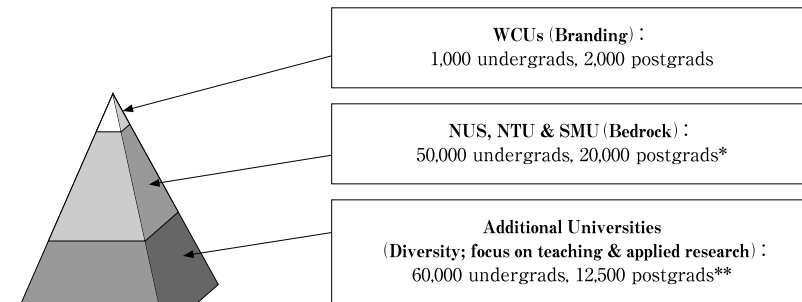 WCUs (Branding) :
1,000 undergrads, 2,000 postgrads
NUS, NTU & SMU (Bedrock) :
50,000 undergrads, 20,000 postgrads*
Additional Universities
(Diversity; focus on teaching & applied research) :
60,000 undergrads, 12,500 postgrads**